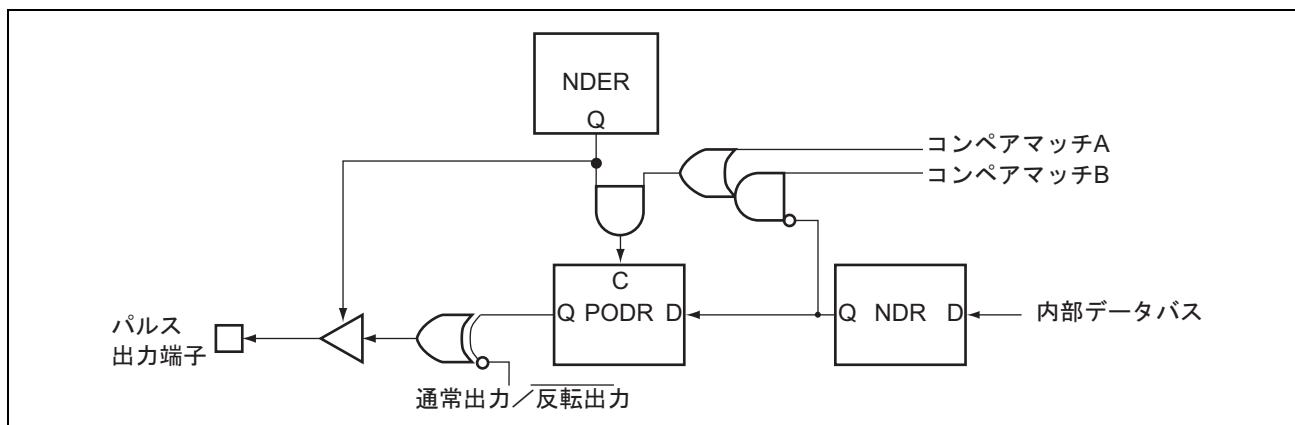 NDER
Q
コンペアマッチA
コンペアマッチB
C
Q PODR D
Q NDR D
内部データバス
パルス
出力端子
通常出力／反転出力